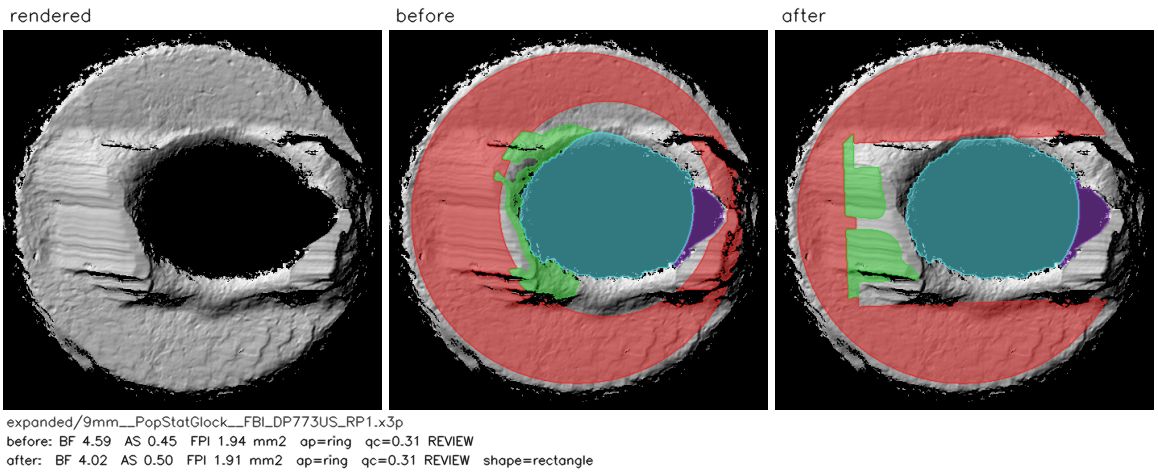 rendered
before
after
expanded/9mm__PopStatGlock__FBI_DP773US_RP1.x3p
before: BF 4.59 AS 0.45 FPI 1.94 mm2 ap=ring qc=0.31 REVIEW
after: BF 4.02 AS 0.50 FPI 1.91 mm2 ap=ring qc=0.31 REVIEW shape=rectangle